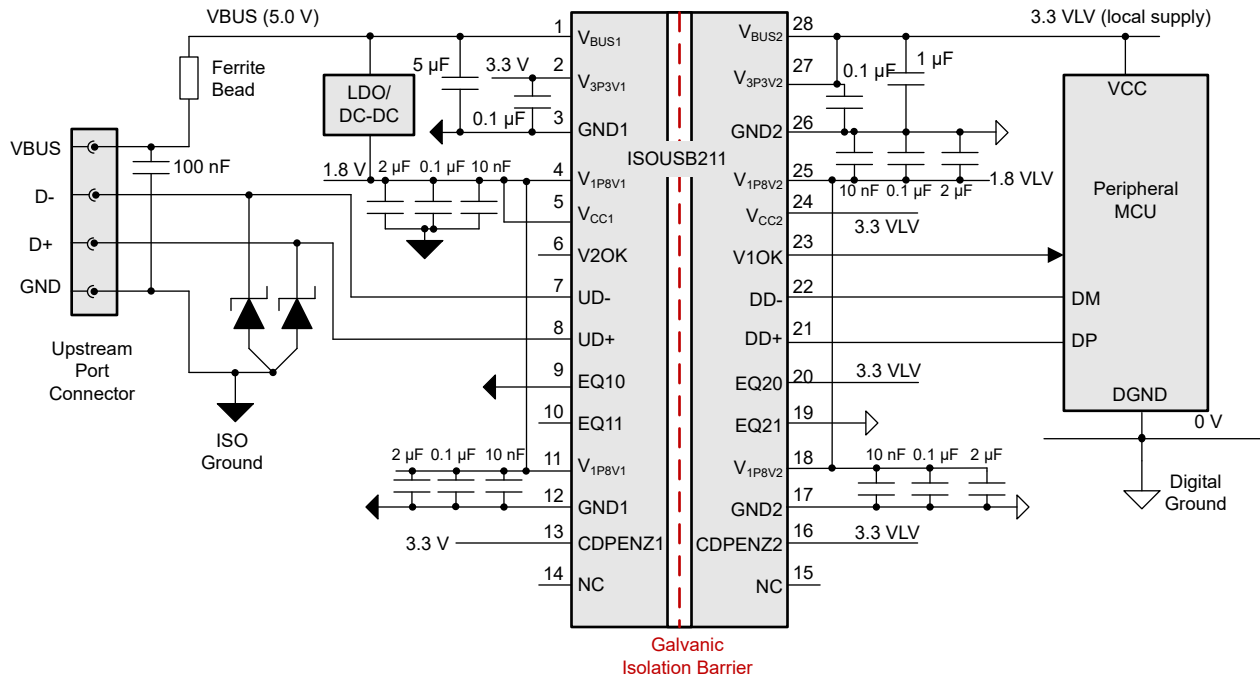 VBUS (5.0 V)
Ferrite
Bead
VBUS
D-
D+
GND
100 nF
Upstream
Port
Connector
ISO
Ground
LDO/
DC-DC
5 µF
3.3 V
0.1 µF
1.8 V
2 µF
0.1 µF
10 nF
2 µF
0.1 µF
10 nF
3.3 V
1
VBUS1
2
V3P3V1
3
GND1
4
V1P8V1
5
VCC1
6
V2OK
7
UD-
8
UD+
9
EQ10
10
EQ11
11
V1P8V1
12
GND1
13
CDPENZ1
14
NC
ISOUSB211
Galvanic
Isolation Barrier
VBUS2
28
V3P3V2
27
GND2
26
V1P8V2
25
VCC2
24
V1OK
23
DD-
22
DD+
21
EQ20
20
EQ21
19
V1P8V2
18
GND2
17
CDPENZ2
16
NC
15
3.3 VLV (local supply)
0.1 µF
1 µF
10 nF
0.1 µF
2 µF
1.8 VLV
3.3 VLV
3.3 VLV
10 nF
0.1 µF
2 µF
3.3 VLV
VCC
Peripheral
MCU
DM
DP
DGND
0 V
Digital
Ground